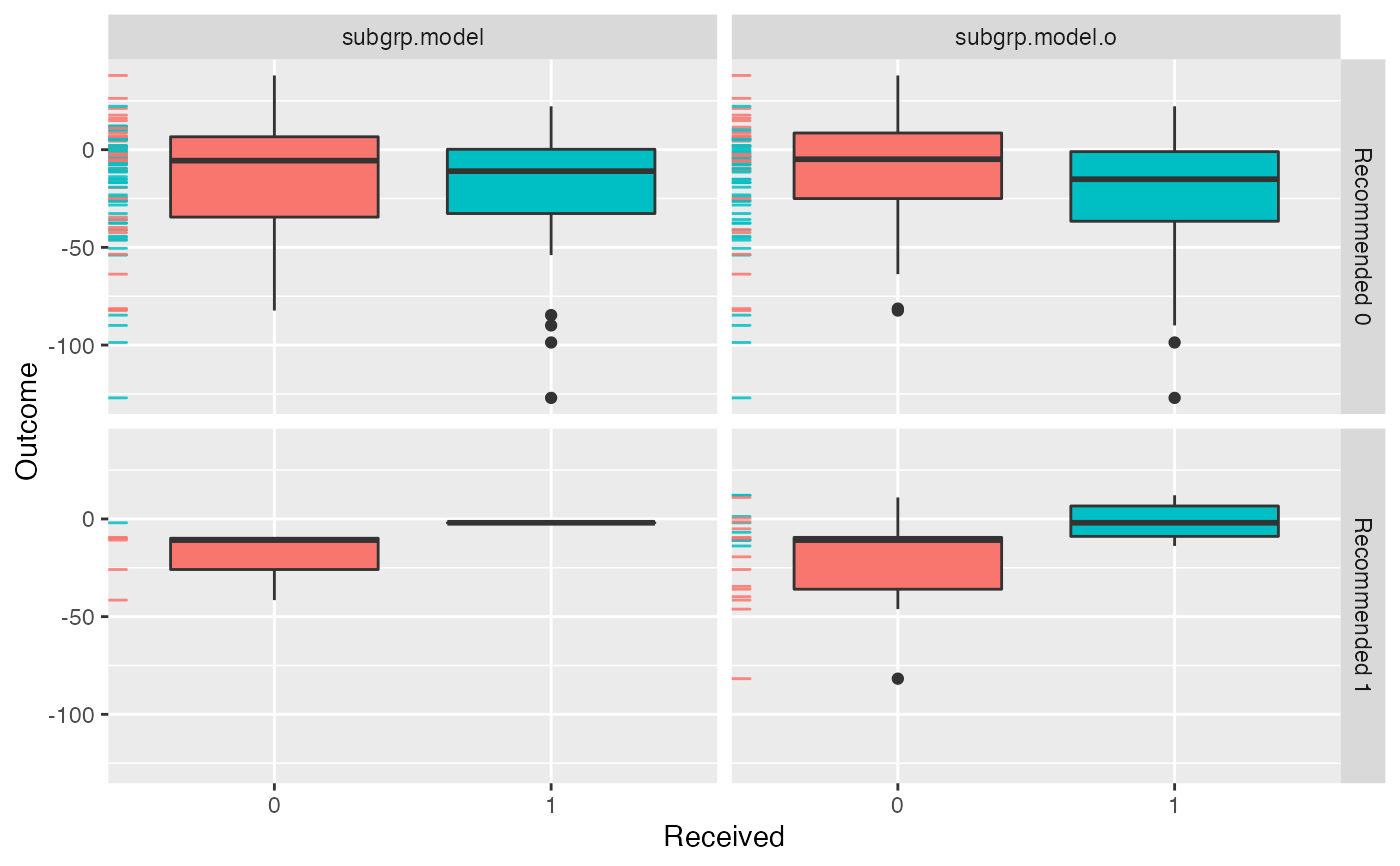 subgrp.model
subgrp.model.o
0
-50
-100
Recommended 0
Outcome
0
-50
-100
Recommended 1
0
1
0
1
Received